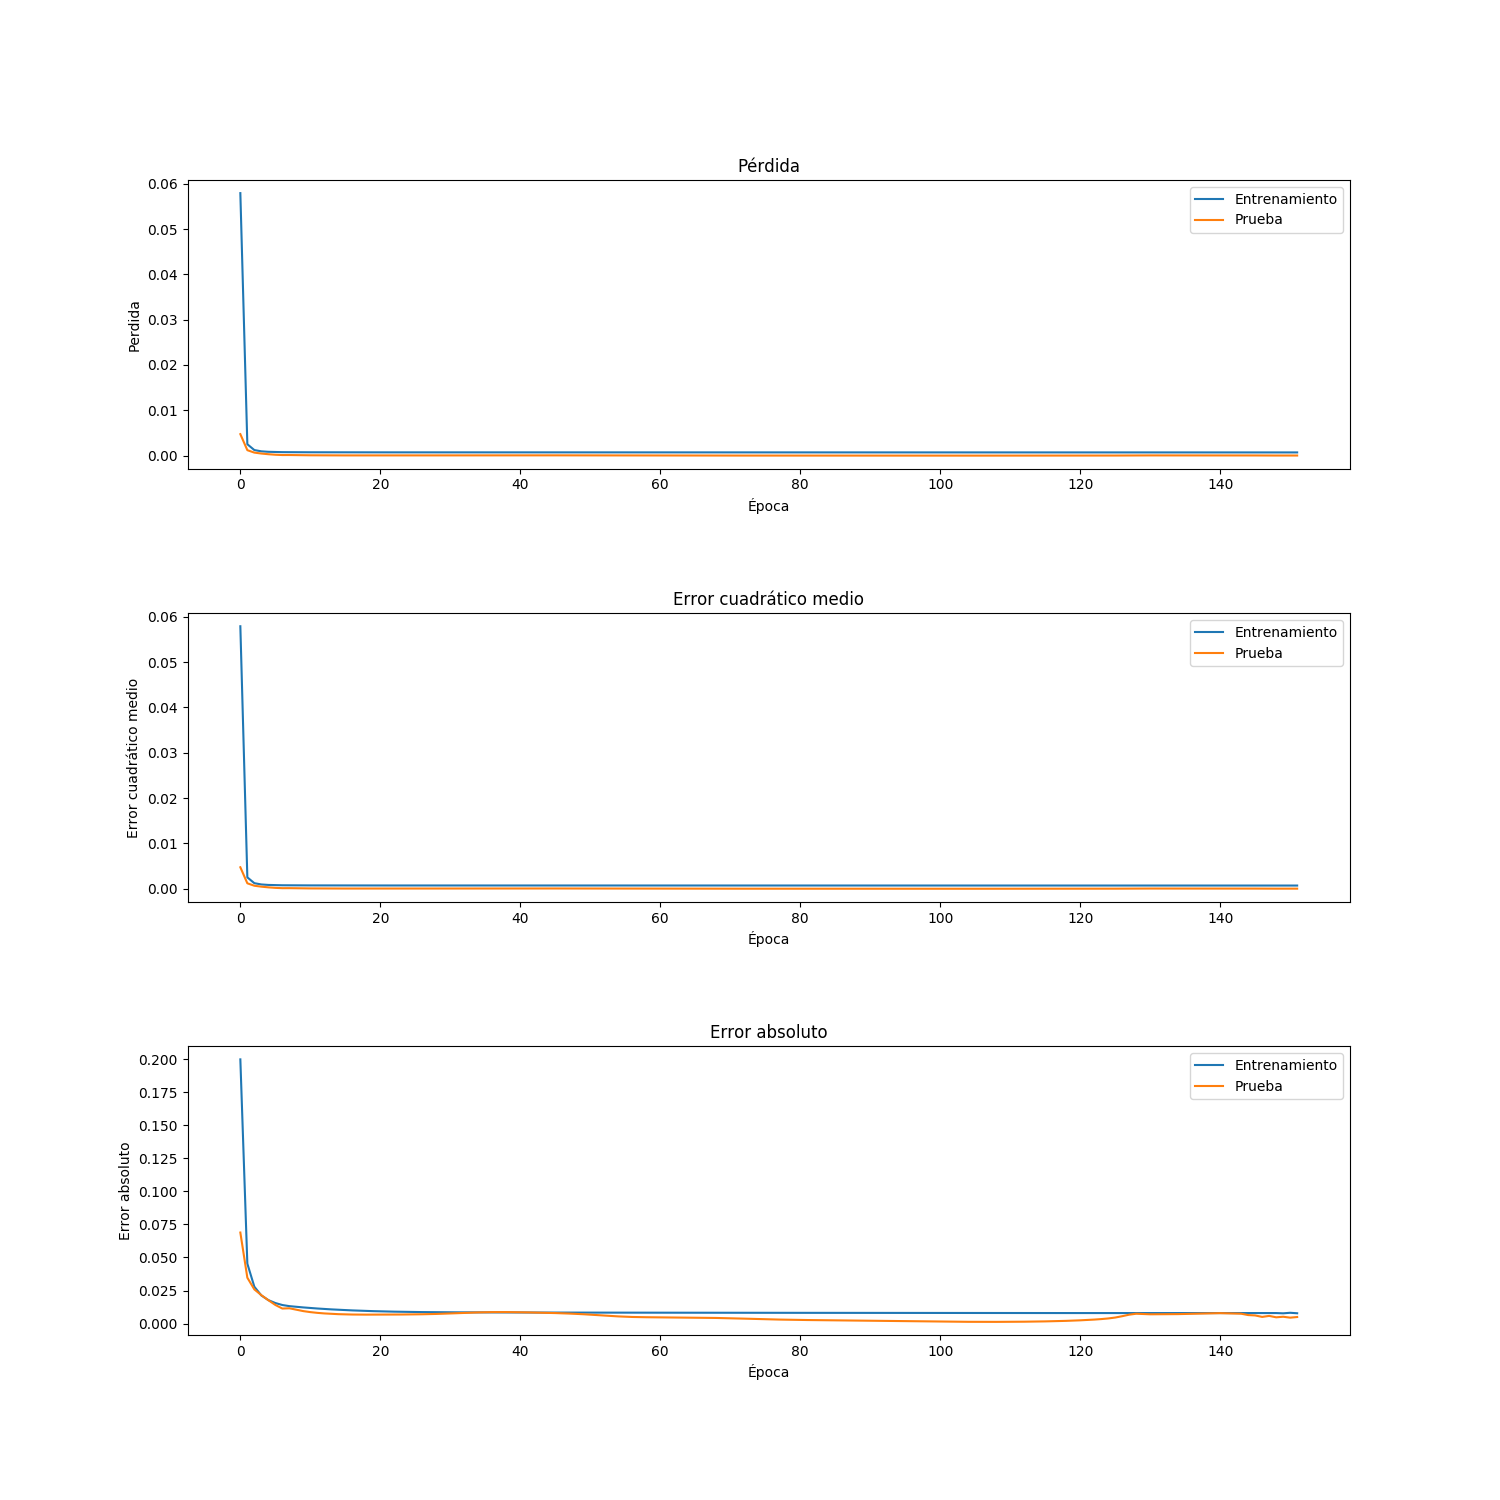 Pérdida
0.06
0.05
0.04
0.03
0.02
0.01
0.00
Perdida
Entrenamiento
Prueba
0 20 40 60 80 100 120 140
Época
Error cuadrático medio
0.06
0.05
0.04
0.03
0.02
0.01
0.00
Error cuadrático medio
Entrenamiento
Prueba
0 20 40 60 80 100 120 140
Época
Error absoluto
0.200
0.175
0.150
0.125
0.100
0.075
0.050
0.025
0.000
Error absoluto
Entrenamiento
Prueba
0 20 40 60 80 100 120 140
Época